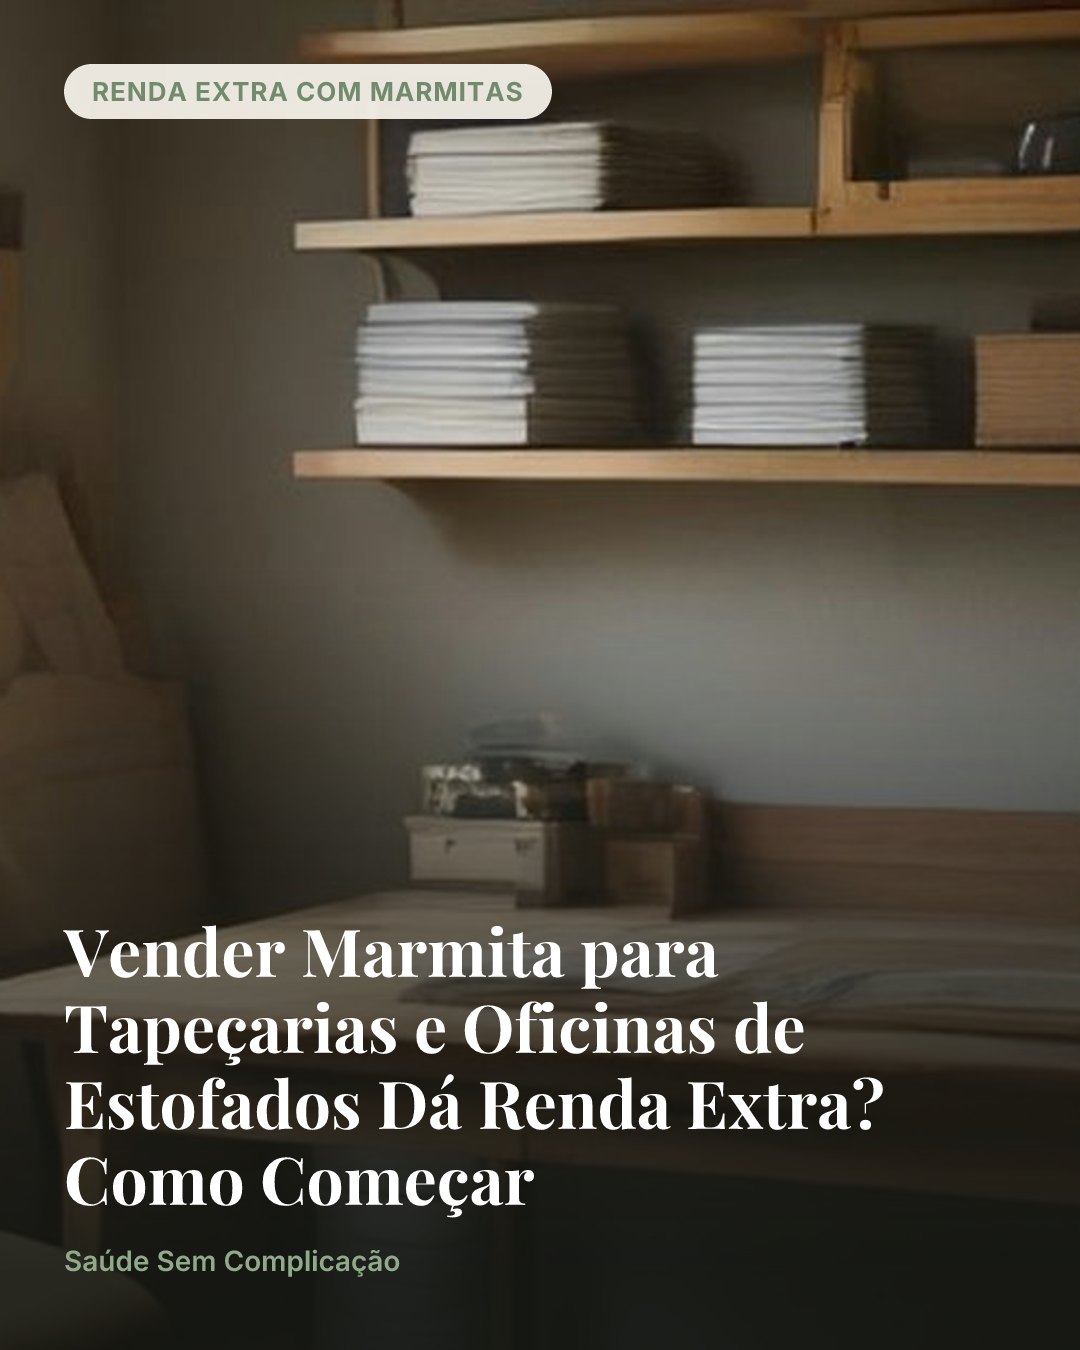 RENDA EXTRA COM MARMITAS
Vender Marmita para
Tapeçarias e Oficinas de
Estofados Dá Renda Extra?
Como Começar
Saúde Sem Complicação